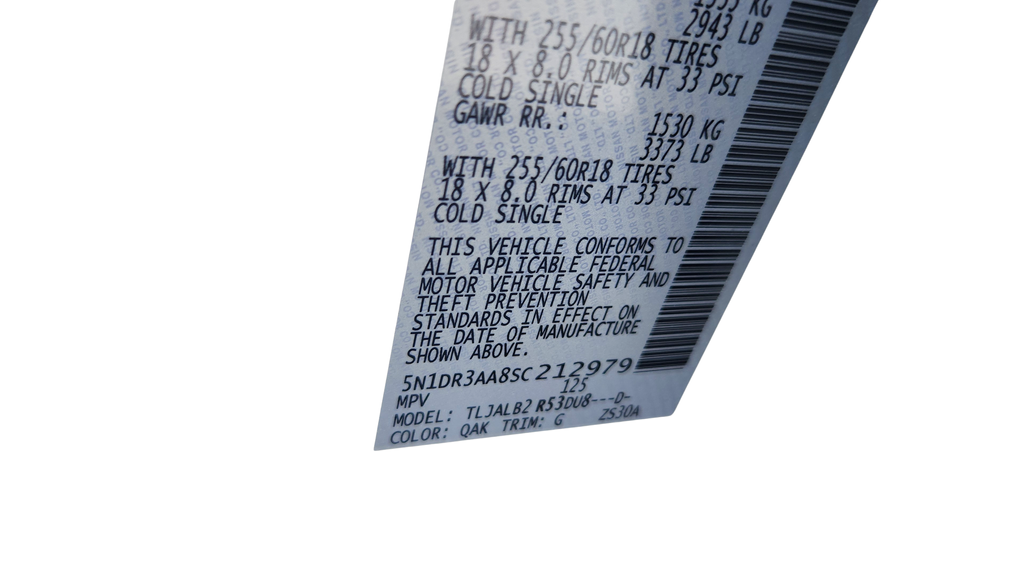 KG
2943 LB
WITH 255/60R18 TIRES
18 X 8.0 RIMS AT 33 PSI
COLD SINGLE
GAWR RR.: 1530 KG
3373 LB
WITH 255/60R18 TIRES
18 X 8.0 RIMS AT 33 PSI
COLD SINGLE
THIS VEHICLE CONFORMS TO
ALL APPLICABLE FEDERAL
MOTOR VEHICLE SAFETY AND
THEFT PREVENTION
STANDARDS IN EFFECT ON
THE DATE OF MANUFACTURE
SHOWN ABOVE.
5N1DR3AA8SC212979
MPV 125
MODEL: TLJALB2 R53DU8---D-
COLOR: QAK TRIM: G ZS30A